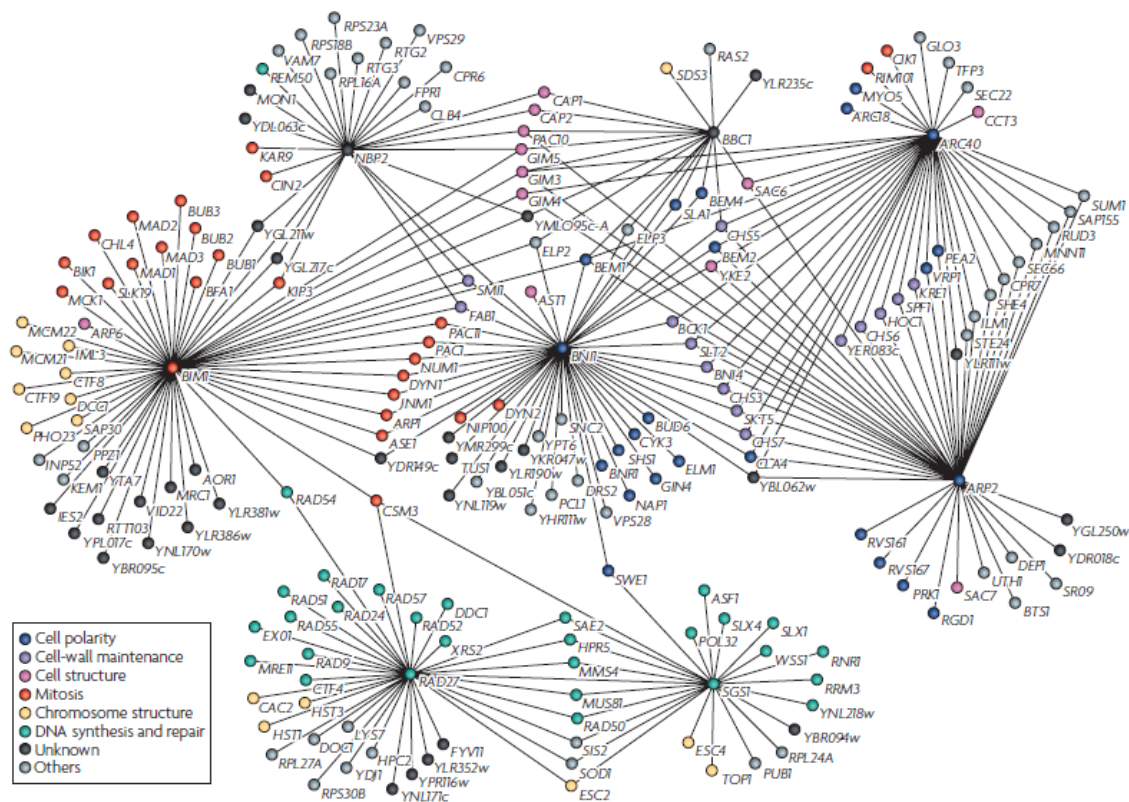 RPS23A
RPS18B
RTG2
VPS29
VAM7
RTG3
REM50
RPL16A
CPR6
MON1
FPR1
CLB4
YDL063c
KAR9
NBP2
CIN2
SDS3
RAS2
YLR235c
CAP1
CAP2
PAC10
BBC1
GIM5
GIM3
GIM4
SAC6
CIK1
GLO3
RIM101
TFP3
MYO5
SEC22
ARC18
CCT3
ARC40
BEM4
SLA1
YML095c-A
CHS5
ELP3
ELP2
BEM2
BEM1
YKE2
SUM1
SAP155
RUD3
MNN11
SEC66
CPR7
SHE4
ILM1
STE24
YLR111w
PEA2
VRP1
KRE1
SPF1
HOC1
CHS6
YER083c
MAD2
BUB3
CHL4
BUB2
MAD3
YGL211w
BIK1
MAD1
BUB1
YGL217c
MCK1
SLK19
BFA1
KIP3
SMI1
FAB1
AST1
MCM22
ARP6
MCM21
IML3
BIM1
CTF8
CTF19
DCC1
PHO23
SAP30
PAC11
PAC1
NUM1
DYN1
JNM1
ARP1
ASE1
YDR149c
BNI1
BCK1
SLT2
BNI4
CHS3
SKT5
CHS7
CLA4
YBL062w
DYN2
NIP100
YMR299c
SNC2
BUD6
YPT6
CYK3
YKR047w
SHS1
TUS1
YLR190w
BNR1
ELM1
YBL051c
DRS2
GIN4
YNL119w
PCL1
NAP1
YHR111w
VPS28
INP52
PPZ1
KEM1
YTA7
AOR1
MRC1
IES2
VID22
YLR381w
RTT103
YLR386w
YPL017c
YNL170w
YBR095c
RAD54
CSM3
SWE1
ARP2
YGL250w
RVS161
YDR018c
RVS167
DEP1
UTH1
SR09
PRK1
SAC7
BTS1
RGD1
RAD17
RAD57
RAD51
RAD24
DDC1
RAD55
RAD52
EX01
XRS2
RAD9
MRE11
RAD27
CTF4
CAC2
HST3
HST1
LYS7
DOC1
RPL27A
HPC2
FYV11
YDJ1
YLR352w
RPS30B
YPR116w
YNL171c
SAE2
HPR5
MMS4
MUS81
RAD50
SIS2
SOD1
ESC2
ASF1
SLX4
POL32
SLX1
WSS1
RNR1
SGS1
RRM3
YNL218w
YBR094w
ESC4
RPL24A
TOP1
PUB1
Cell polarity
Cell-wall maintenance
Cell structure
Mitosis
Chromosome structure
DNA synthesis and repair
Unknown
Others